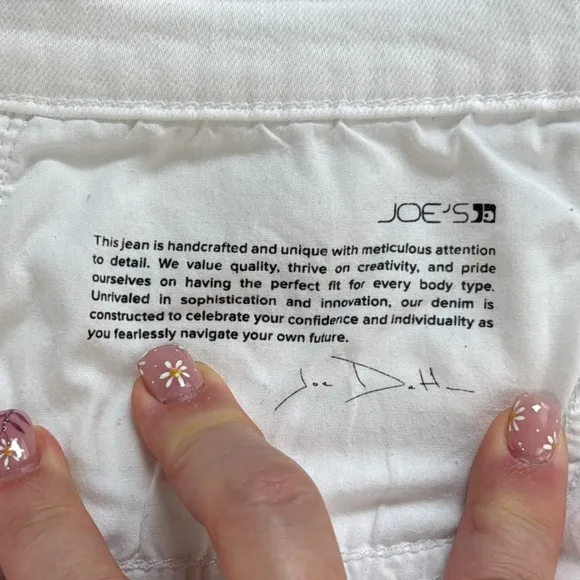 JOE'S
This jean is handcrafted and unique with meticulous attention
to detail. We value quality, thrive on creativity, and pride
ourselves on having the perfect fit for every body type.
Unrivaled in sophistication and innovation, our denim is
constructed to celebrate your confidence and individuality as
you fearlessly navigate your own future.
Joe